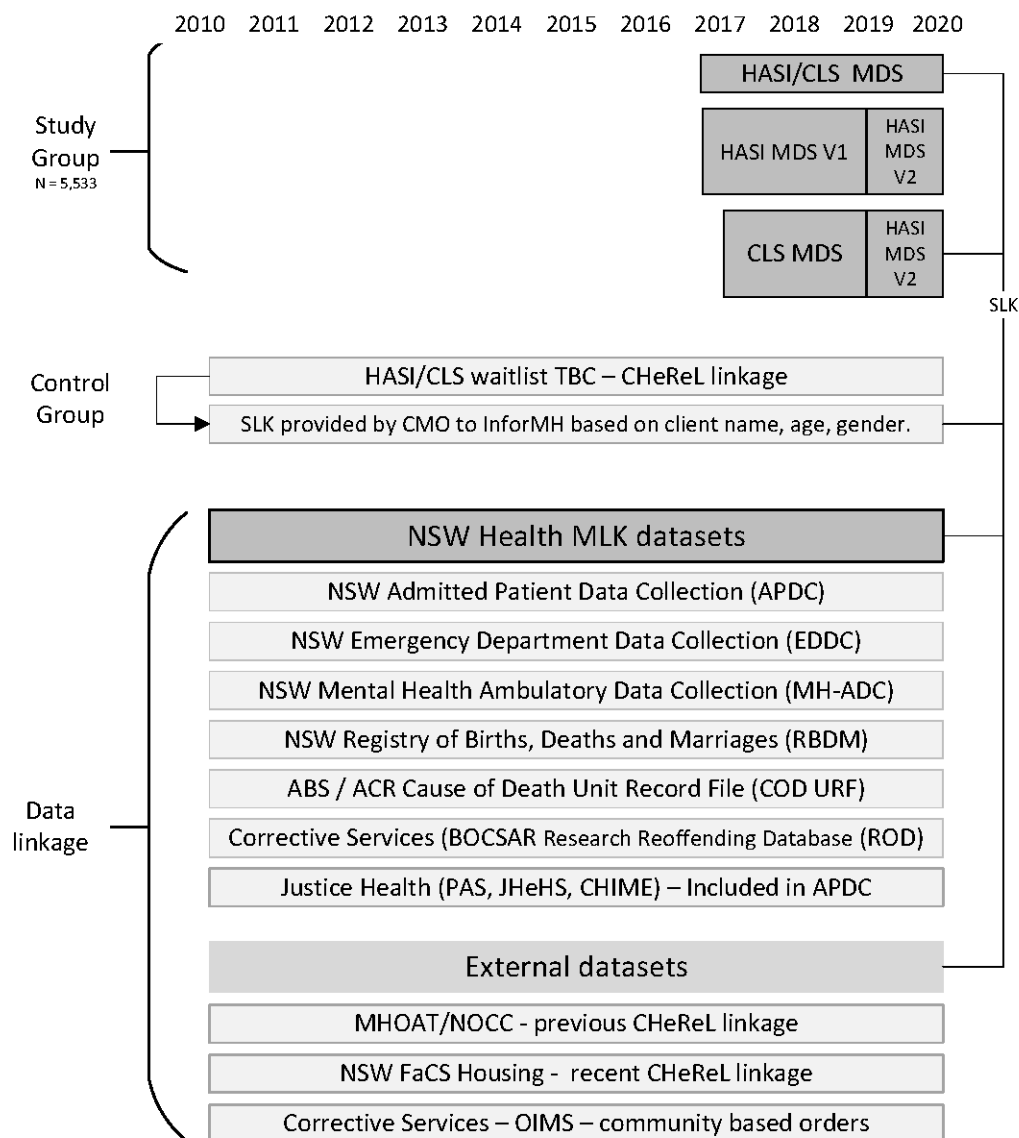 2010 2011 2012 2013 2014 2015 2016 2017 2018 2019 2020
HASI/CLS MDS
Study
Group
N = 5,533
HASI MDS V1
HASI
MDS
V2
CLS MDS
HASI
MDS
V2
SLK
Control
Group
HASI/CLS waitlist TBC – CHeReL linkage
SLK provided by CMO to InforMH based on client name, age, gender.
Data
linkage
NSW Health MLK datasets
NSW Admitted Patient Data Collection (APDC)
NSW Emergency Department Data Collection (EDDC)
NSW Mental Health Ambulatory Data Collection (MH-ADC)
NSW Registry of Births, Deaths and Marriages (RBDM)
ABS / ACR Cause of Death Unit Record File (COD URF)
Corrective Services (BOCSAR Research Reoffending Database (ROD)
Justice Health (PAS, JHeHS, CHIME) – Included in APDC
External datasets
MHOAT/NOCC - previous CHeReL linkage
NSW FaCS Housing - recent CHeReL linkage
Corrective Services – OIMS – community based orders